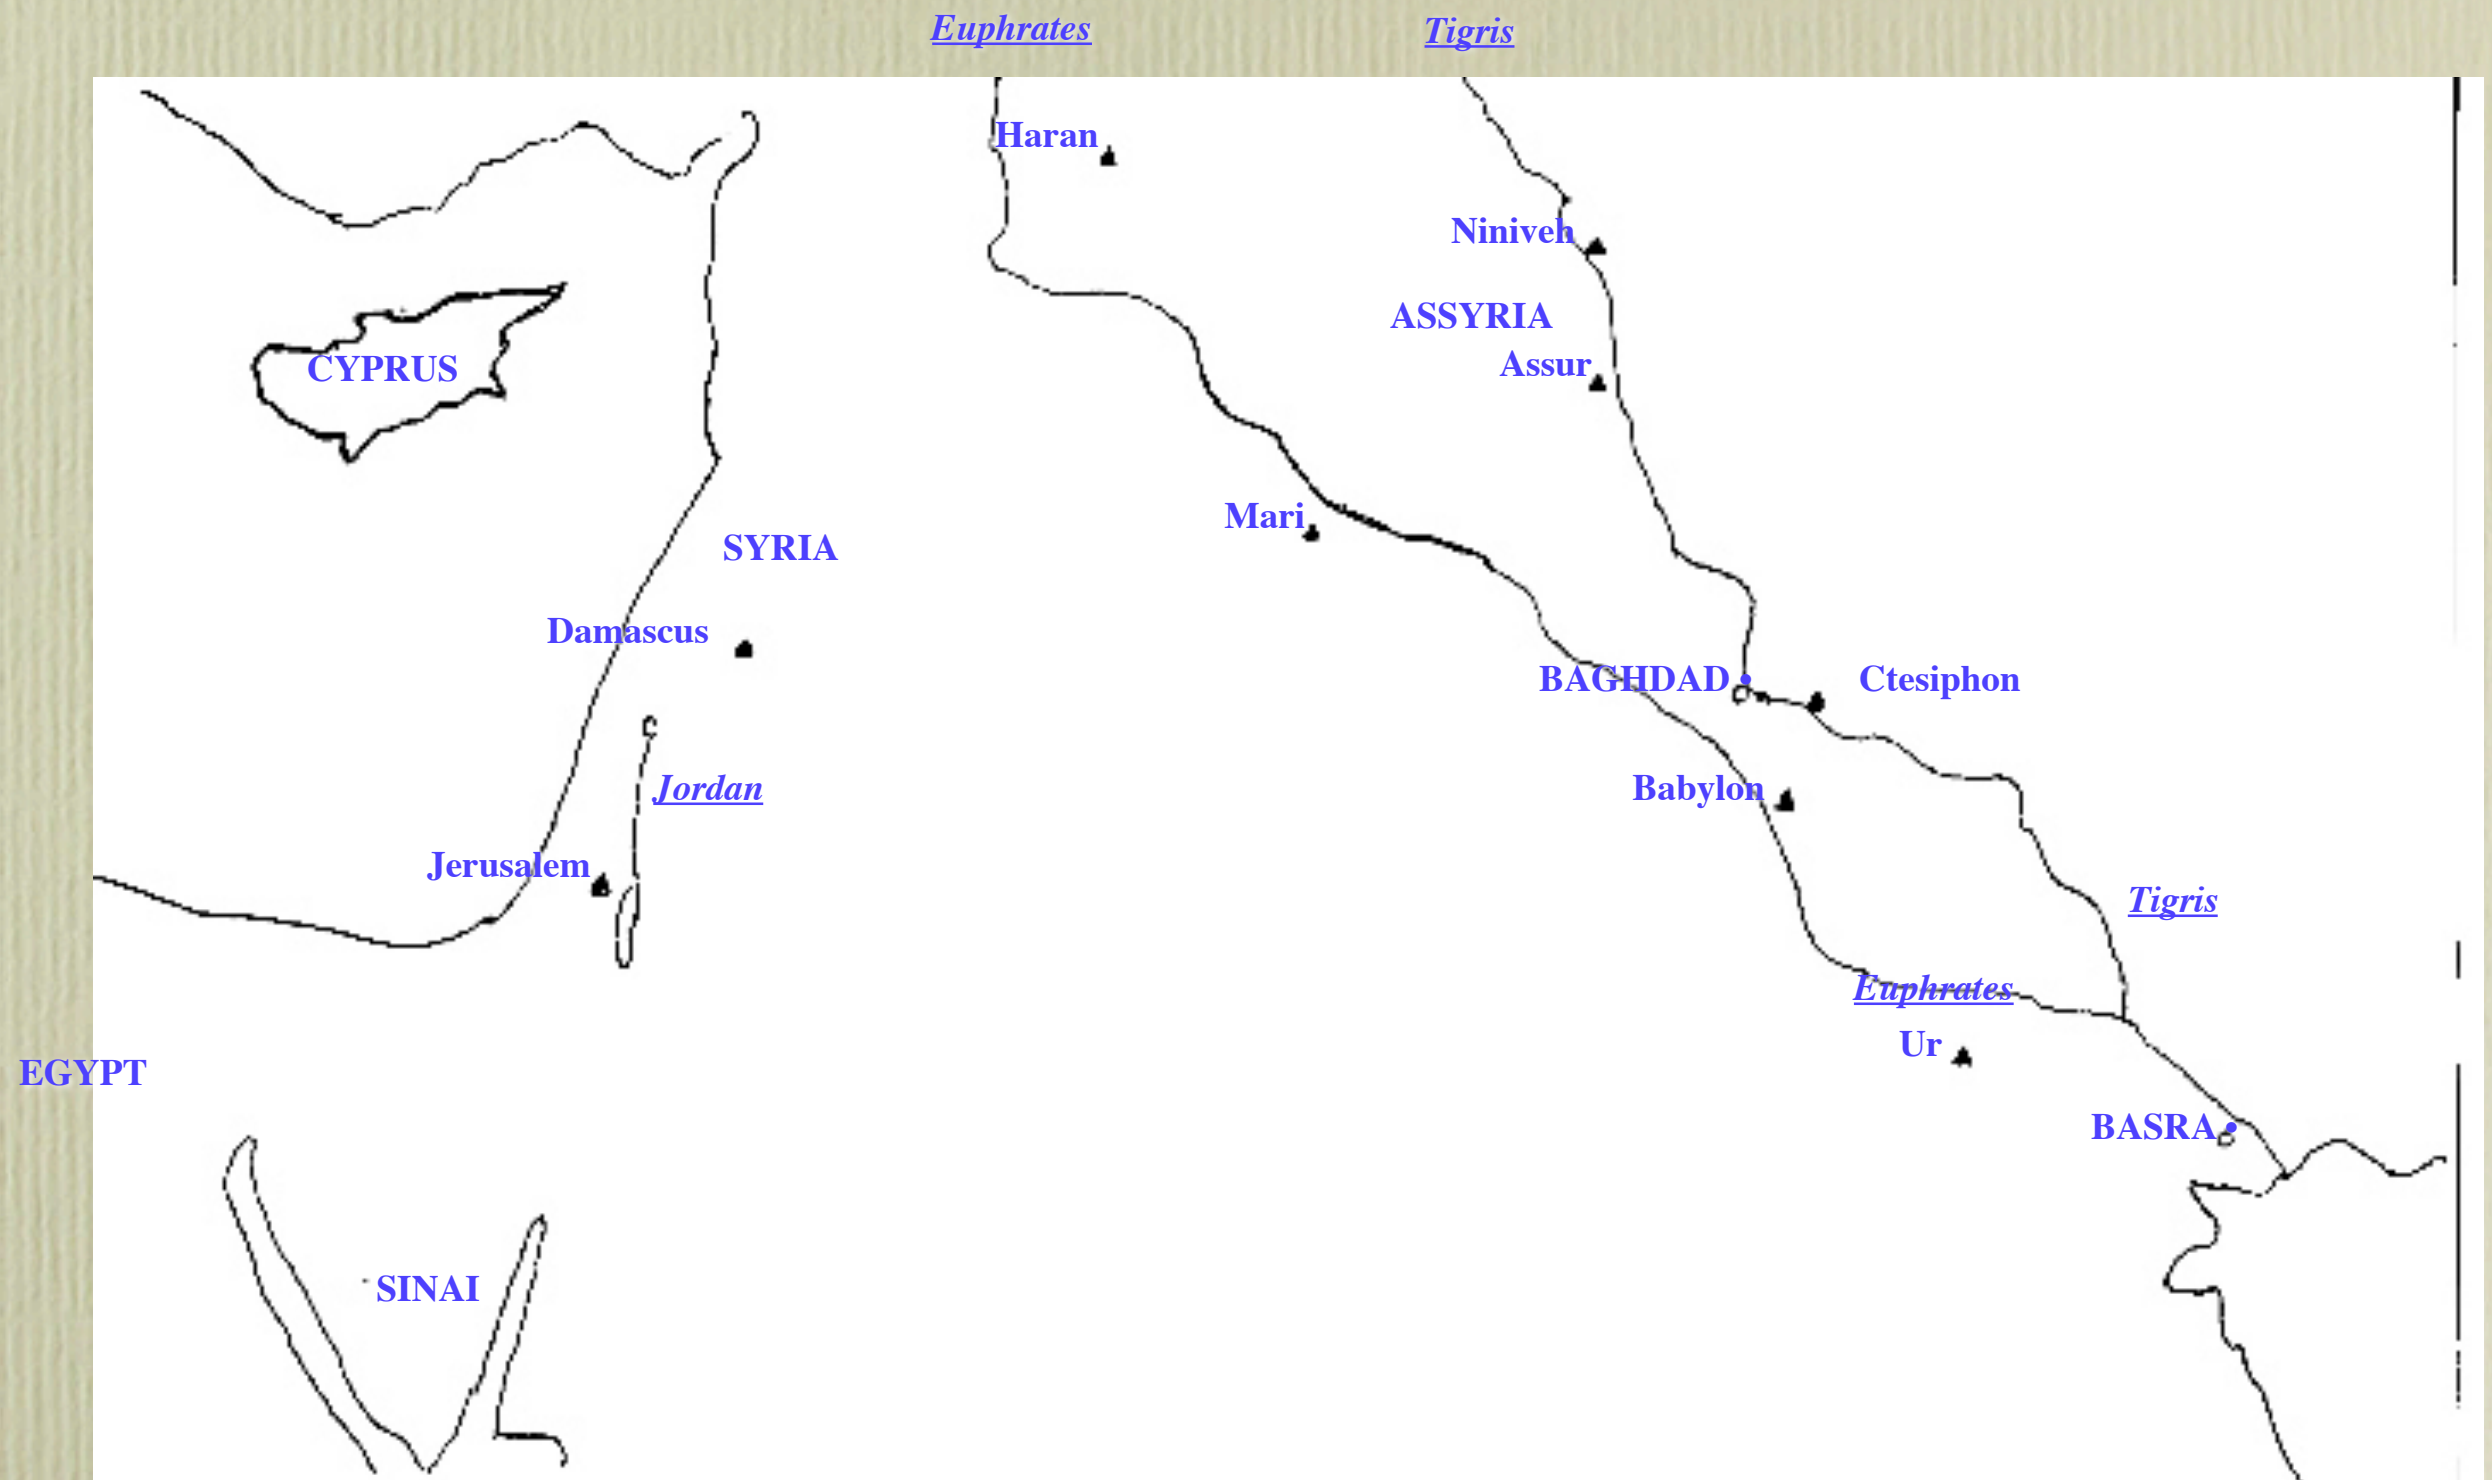 Euphrates
Tigris
Haran
Niniveh
ASSYRIA
Assur
CYPRUS
Mari
SYRIA
Damascus
BAGHDAD
Ctesiphon
Jordan
Babylon
Jerusalem
Tigris
Euphrates
Ur
EGYPT
BASRA
SINAI